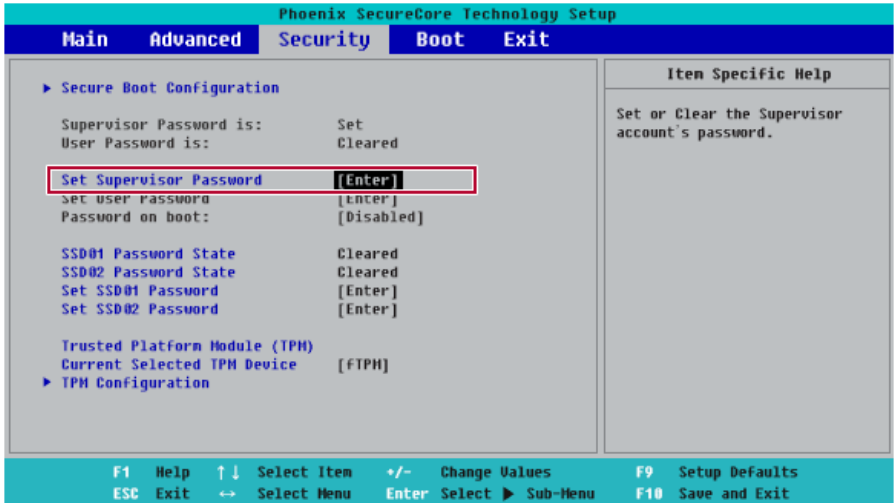 Phoenix SecureCore Technology Setup
Main Advanced Security Boot Exit
▶ Secure Boot Configuration
Supervisor Password is: Set
User Password is: Cleared
Set Supervisor Password [Enter]
Set User Password [Enter]
Password on boot: [Disabled]
SSD01 Password State Cleared
SSD02 Password State Cleared
Set SSD01 Password [Enter]
Set SSD02 Password [Enter]
Trusted Platform Module (TPM)
Current Selected TPM Device [fTPM]
▶ TPM Configuration
Item Specific Help
Set or Clear the Supervisor
account's password.
F1 Help ↑↓ Select Item +/- Change Values F9 Setup Defaults
ESC Exit ↔ Select Menu Enter Select ▶ Sub-Menu F10 Save and Exit